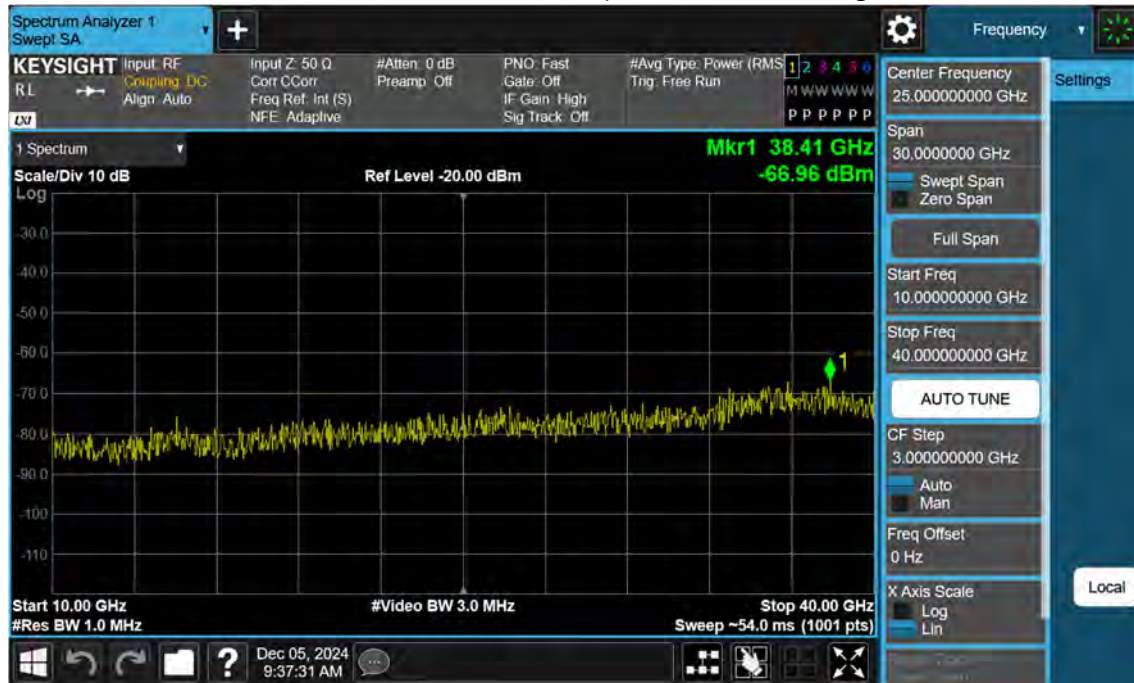 Spectrum Analyzer 1
Swept SA
Frequency
KEYSIGHT
RL
LXI
Input: RF
Coupling: DC
Align: Auto
Input Z: 50 Ω
Corr CCorr
Freq Ref: Int (S)
NFE: Adaptive
#Atten: 0 dB
Preamp: Off
PNO: Fast
Gate: Off
IF Gain: High
Sig Track: Off
#Avg Type: Power (RMS
Trig: Free Run
1 2 3 4 5 6
M W W W W W
P P P P P P
Center Frequency
25.000000000 GHz
Settings
Span
30.0000000 GHz
Swept Span
Zero Span
Full Span
Start Freq
10.000000000 GHz
Stop Freq
40.000000000 GHz
AUTO TUNE
CF Step
3.000000000 GHz
Auto
Man
Freq Offset
0 Hz
X Axis Scale
Log
Lin
Local
1 Spectrum
Scale/Div 10 dB
Ref Level -20.00 dBm
Mkr1 38.41 GHz
-66.96 dBm
Log
-30.0
-40.0
-50.0
-60.0
1
-70.0
-80.0
-90.0
-100
-110
Start 10.00 GHz
#Video BW 3.0 MHz
Stop 40.00 GHz
#Res BW 1.0 MHz
Sweep ~54.0 ms (1001 pts)
?
Dec 05, 2024
9:37:31 AM